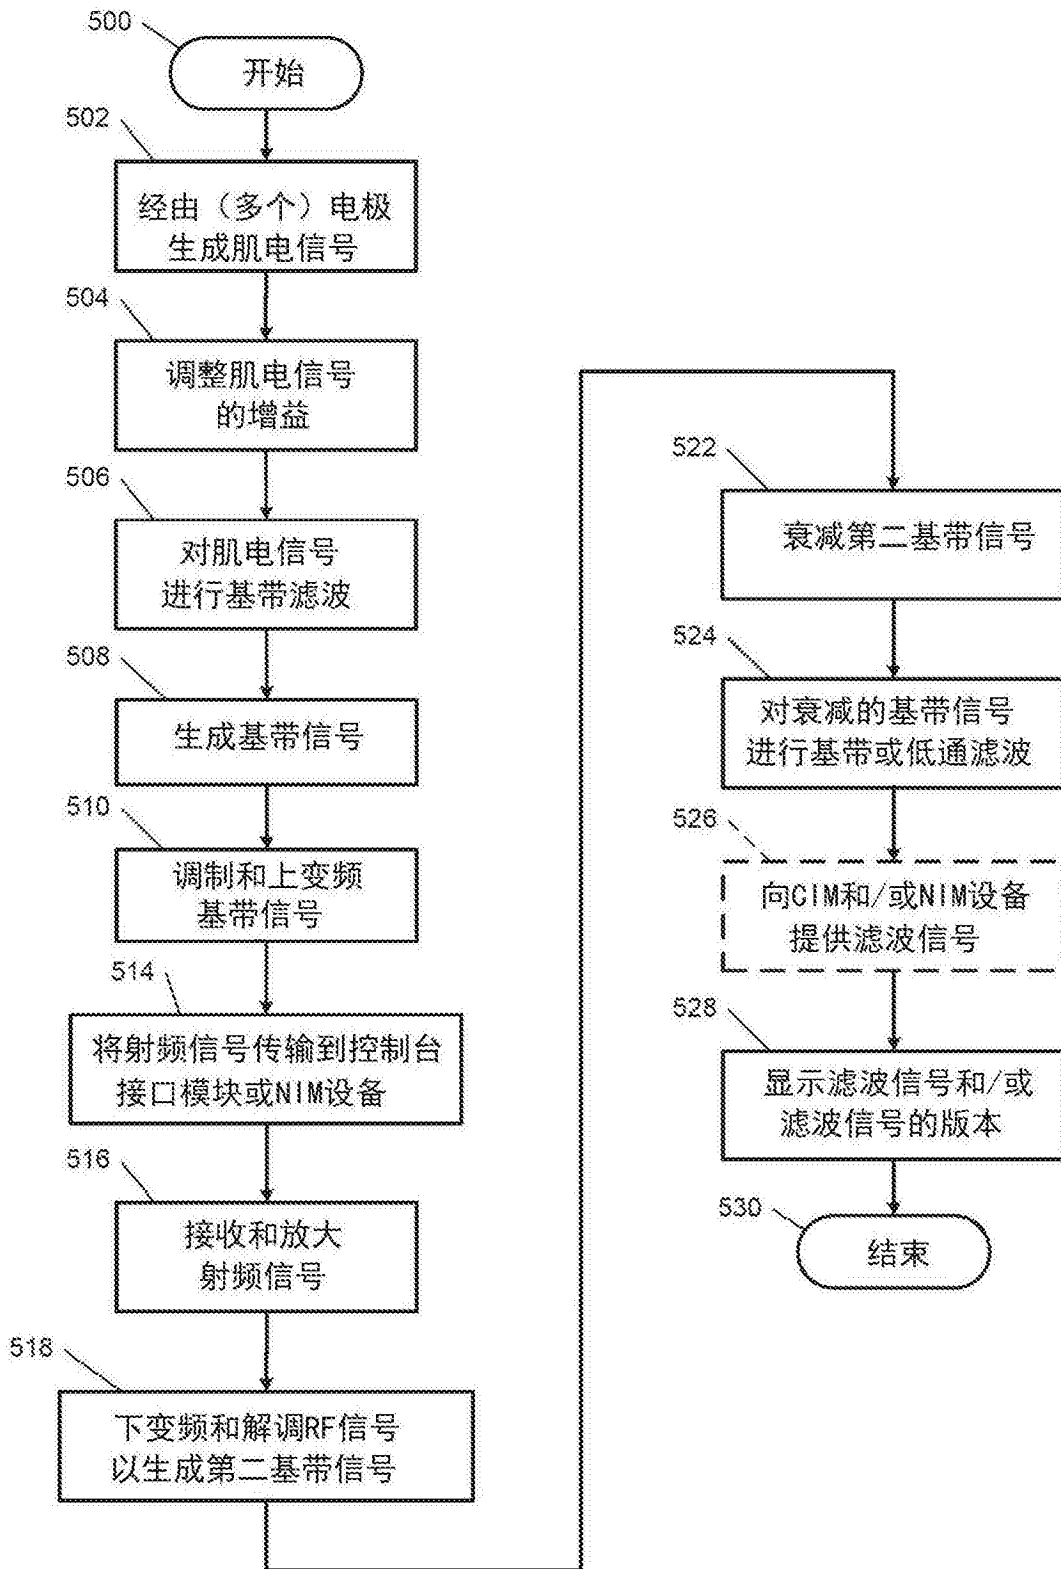 500
开始
502
经由（多个）电极
生成肌电信号
504
调整肌电信号
的增益
506
对肌电信号
进行基带滤波
508
生成基带信号
510
调制和上变频
基带信号
514
将射频信号传输到控制台
接口模块或NIM设备
516
接收和放大
射频信号
518
下变频和解调RF信号
以生成第二基带信号
522
衰减第二基带信号
524
对衰减的基带信号
进行基带或低通滤波
526
向CIM和/或NIM设备
提供滤波信号
528
显示滤波信号和/或
滤波信号的版本
530
结束